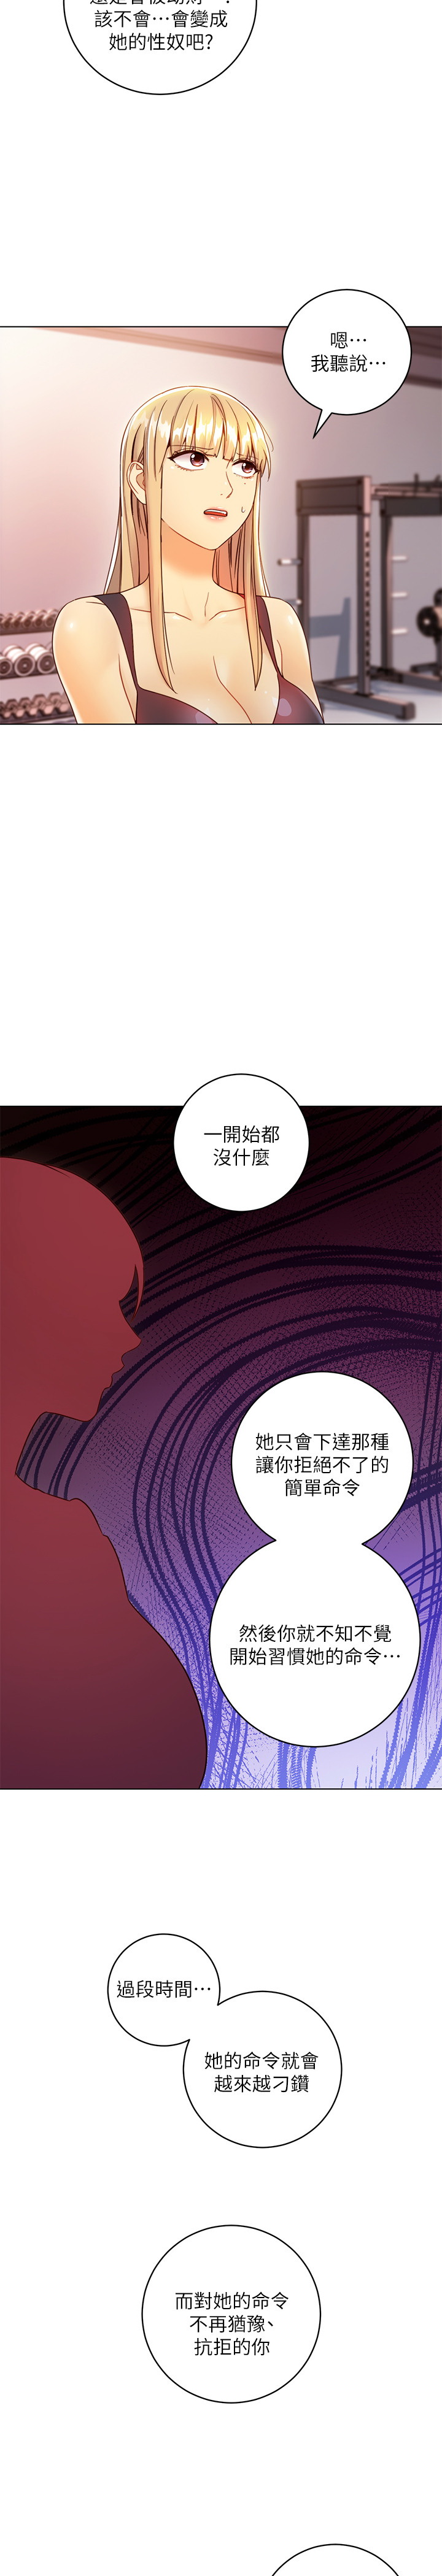 該不會⋯會變成
她的性奴吧?
嗯⋯
我聽說⋯
一開始都
沒什麼
她只會下達那種
讓你拒絕不了的
簡單命令
然後你就不知不覺
開始習慣她的命令⋯
過段時間⋯
她的命令就會
越來越刁鑽
而對她的命令
不再猶豫、
抗拒的你